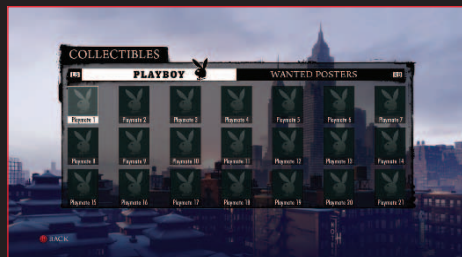 COLLECTIBLES
LB PLAYBOY WANTED POSTERS RB
Playmate 1 Playmate 2 Playmate 3 Playmate 4 Playmate 5 Playmate 6 Playmate 7
Playmate 8 Playmate 9 Playmate 10 Playmate 11 Playmate 12 Playmate 13 Playmate 14
Playmate 15 Playmate 16 Playmate 17 Playmate 18 Playmate 19 Playmate 20 Playmate 21
B BACK